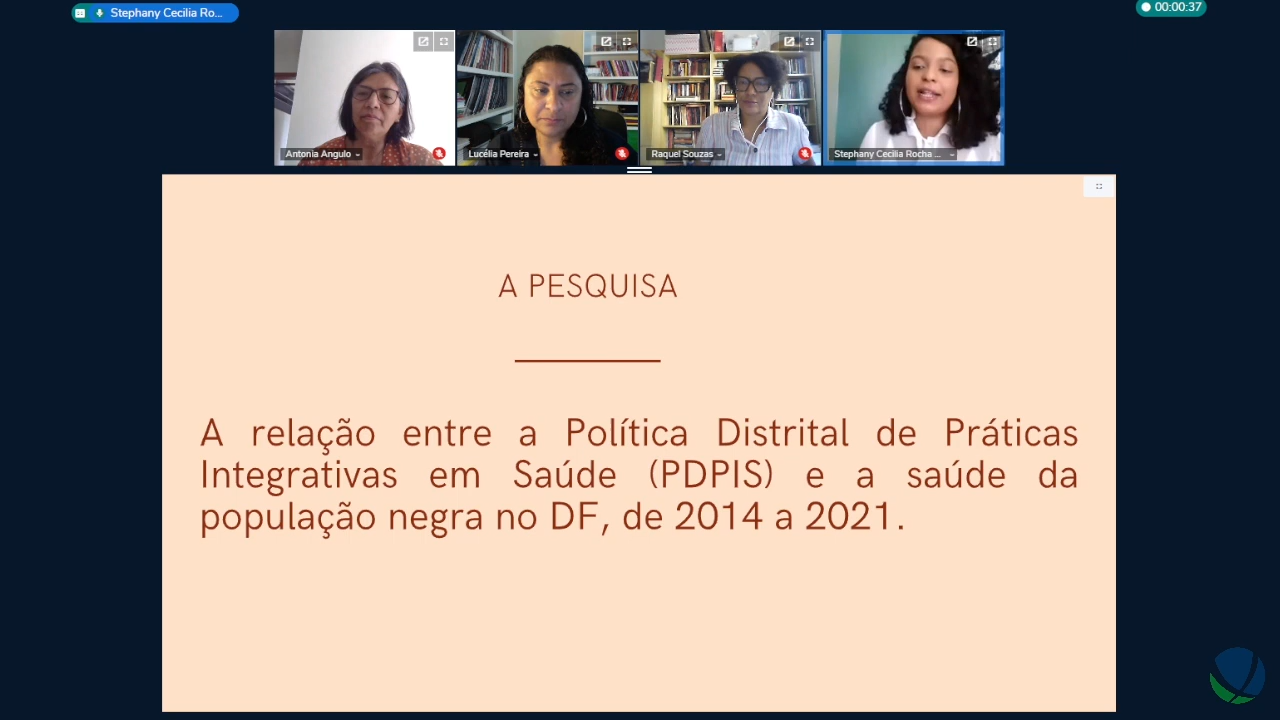 Stephany Cecilia Ro...
00:00:37
Antonia Angulo
Lucélia Pereira
Raquel Souzas
Stephany Cecilia Rocha ...
A PESQUISA
A relação entre a Política Distrital de Práticas
Integrativas em Saúde (PDPIS) e a saúde da
população negra no DF, de 2014 a 2021.